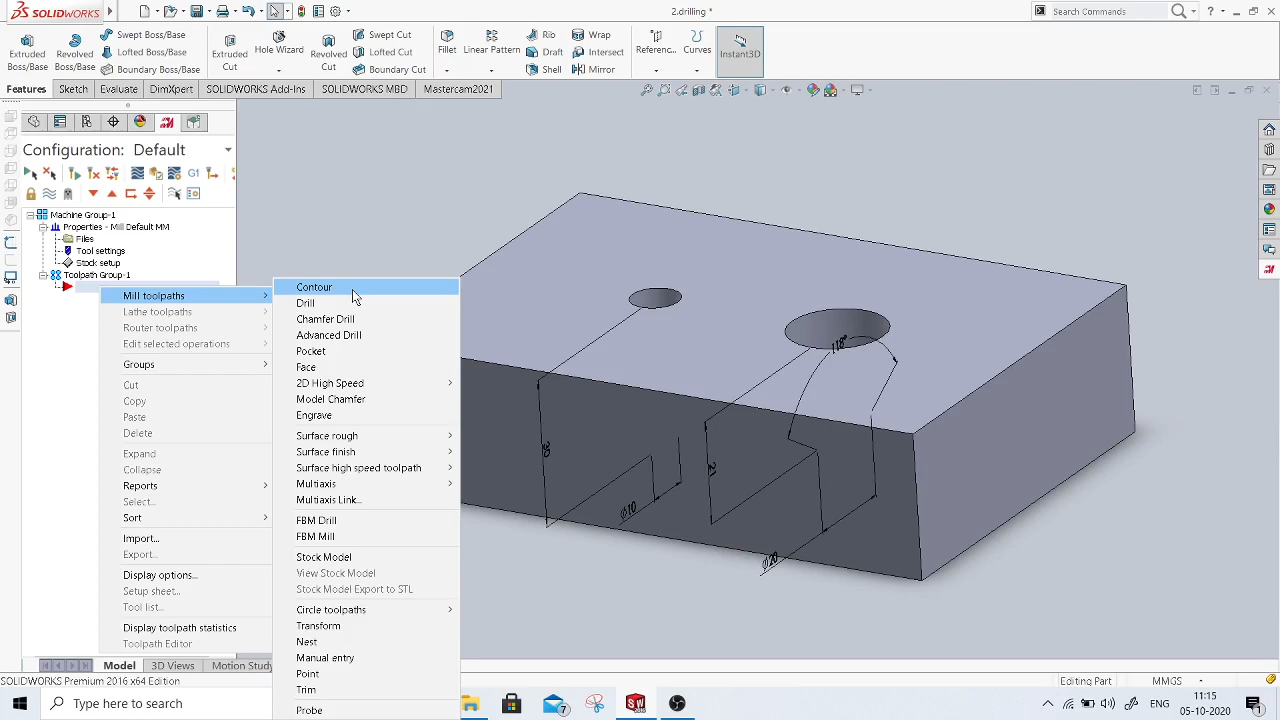 SOLIDWORKS
2.drilling *
Search Commands
Extruded Boss/Base
Revolved Boss/Base
Swept Boss/Base
Lofted Boss/Base
Boundary Boss/Base
Extruded Cut
Hole Wizard
Revolved Cut
Swept Cut
Lofted Cut
Boundary Cut
Fillet
Linear Pattern
Rib
Draft
Shell
Wrap
Intersect
Mirror
Referenc...
Curves
Instant3D
Features
Sketch
Evaluate
DimXpert
SOLIDWORKS Add-Ins
SOLIDWORKS MBD
Mastercam2021
Configuration: Default
G1
Machine Group-1
Properties - Mill Default MM
Files
Tool settings
Stock setup
Toolpath Group-1
Mill toolpaths
Lathe toolpaths
Router toolpaths
Edit selected operations
Groups
Cut
Copy
Paste
Delete
Expand
Collapse
Reports
Select...
Sort
Import...
Export...
Display options...
Setup sheet...
Tool list...
Display toolpath statistics
Toolpath Editor
Contour
Drill
Chamfer Drill
Advanced Drill
Pocket
Face
2D High Speed
Model Chamfer
Engrave
Surface rough
Surface finish
Surface high speed toolpath
Multiaxis
Multiaxis Link...
FBM Drill
FBM Mill
Stock Model
View Stock Model
Stock Model Export to STL
Circle toolpaths
Transform
Nest
Manual entry
Point
Trim
Probe
118°
21
⌀10
⌀20
Model
3D Views
Motion Study
SOLIDWORKS Premium 2016 x64 Edition
Editing Part
MMGS
Type here to search
7
ENG
11:15
05-10-2020
1